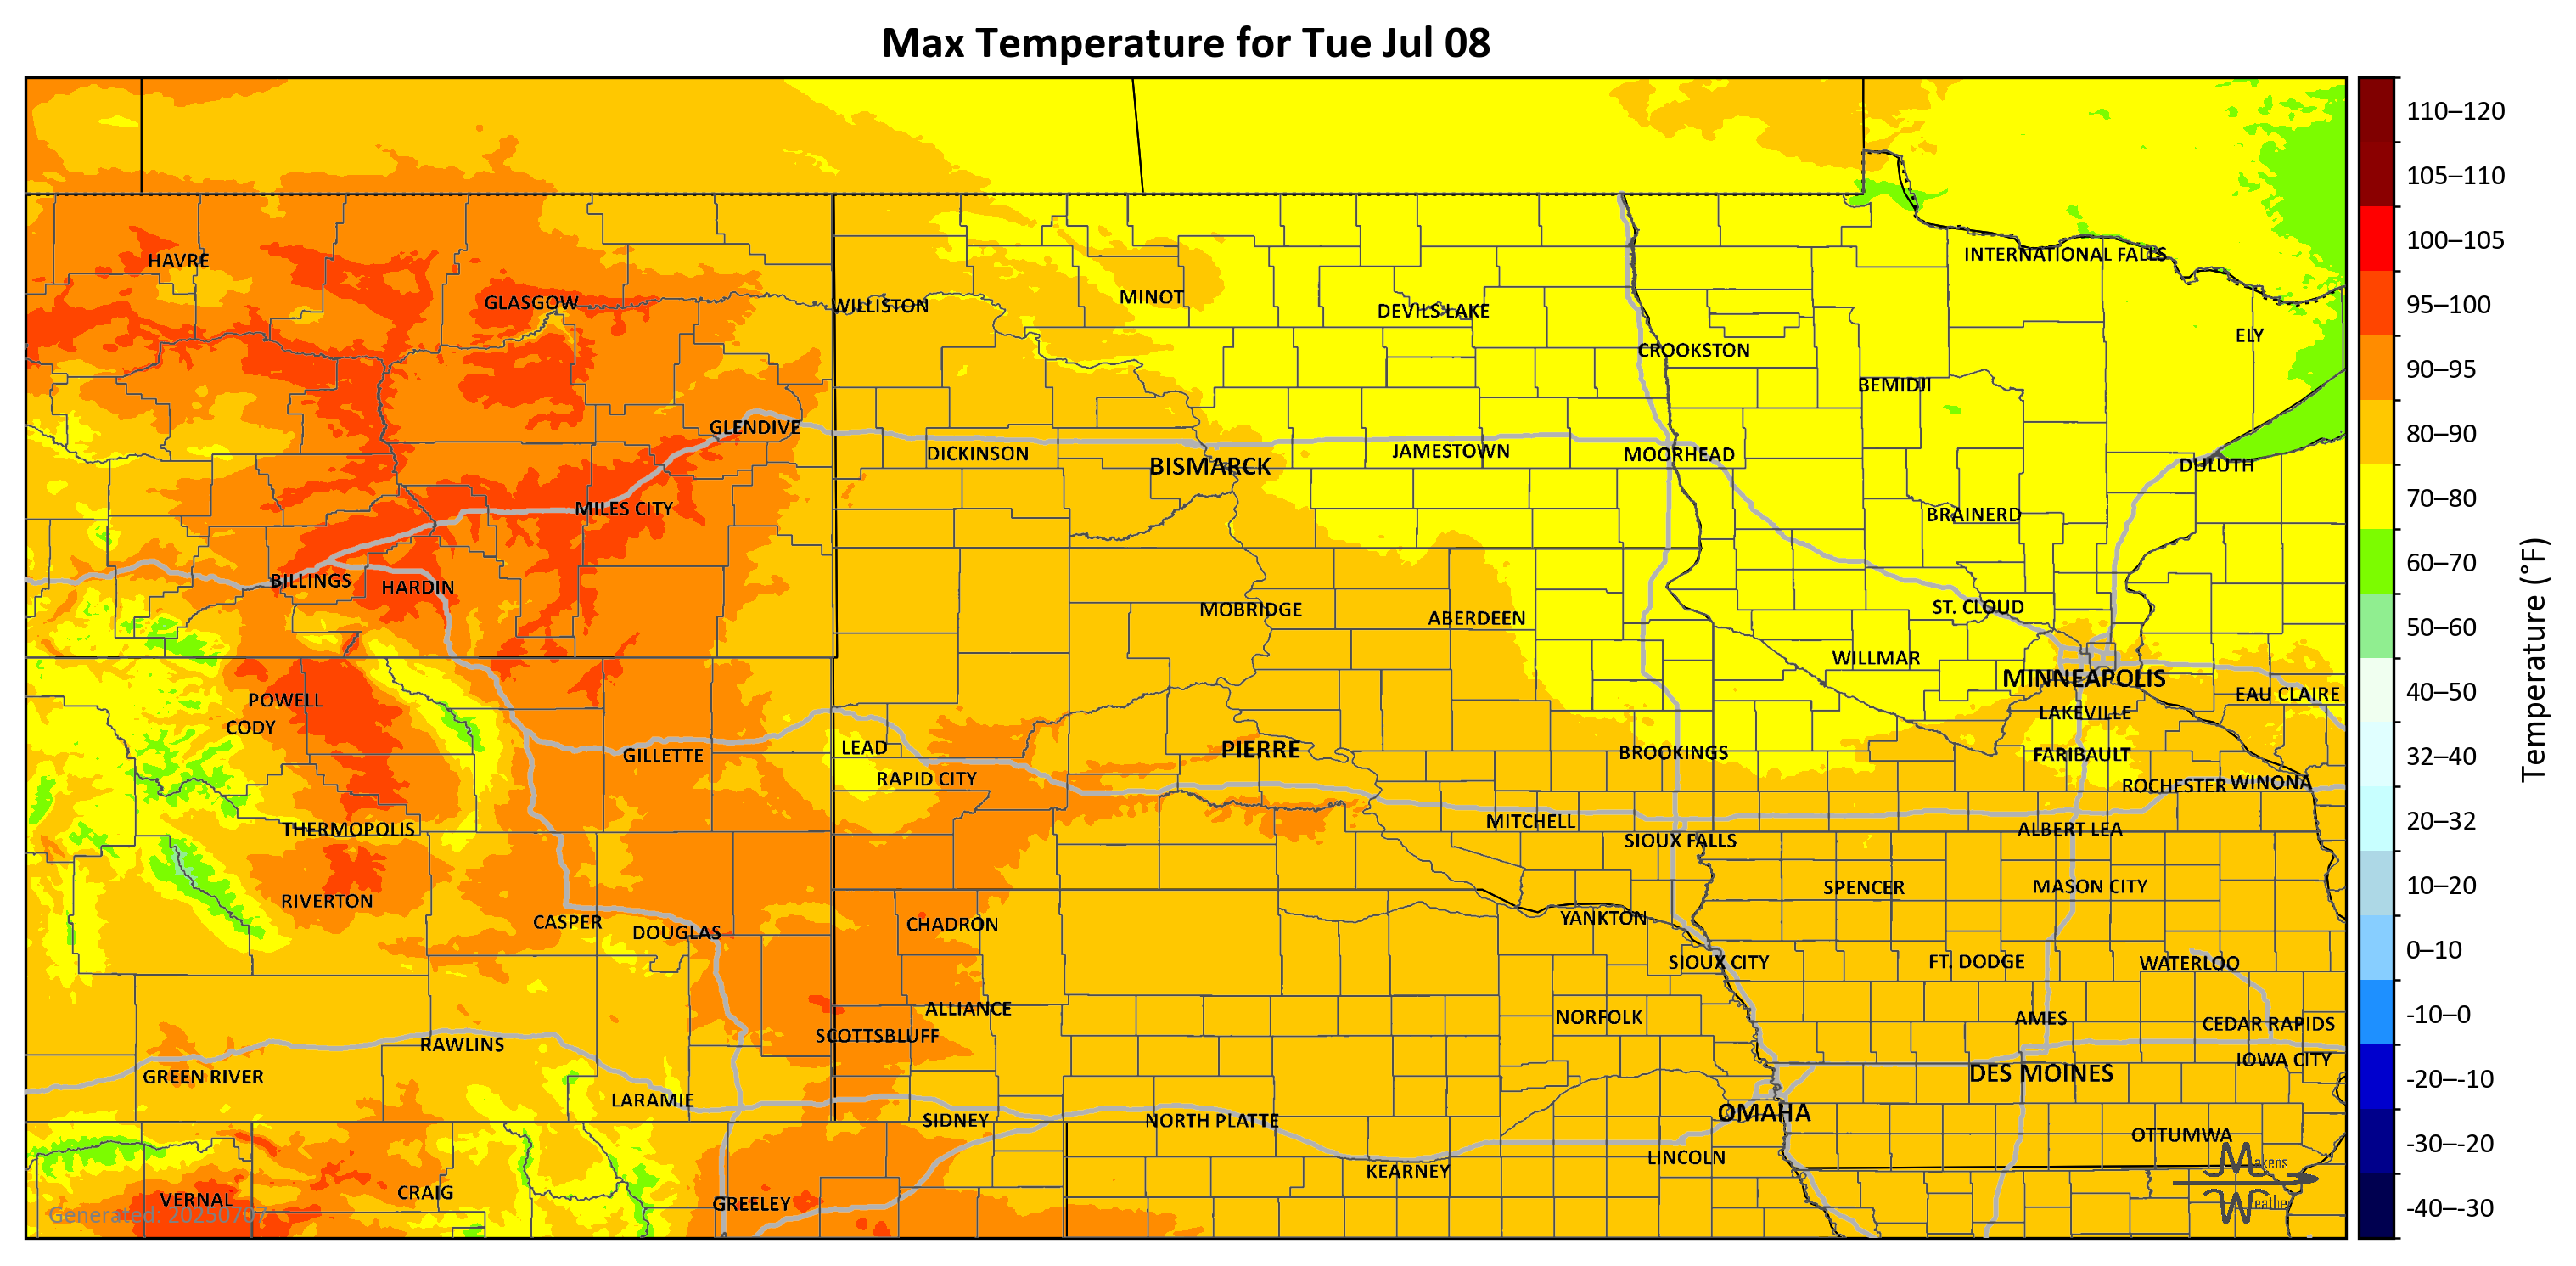 Max Temperature for Tue Jul 08
110–120
105–110
100–105
95–100
90–95
80–90
70–80
60–70
50–60
40–50
32–40
20–32
10–20
0–10
-10–0
-20–-10
-30–-20
-40–-30
Temperature (°F)
INTERNATIONAL FALLS
HAVRE
GLASGOW
WILLISTON
MINOT
DEVILS LAKE
ELY
CROOKSTON
BEMIDJI
GLENDIVE
DICKINSON
BISMARCK
JAMESTOWN
MOORHEAD
DULUTH
MILES CITY
BRAINERD
BILLINGS
HARDIN
MOBRIDGE
ABERDEEN
ST. CLOUD
WILLMAR
MINNEAPOLIS
EAU CLAIRE
POWELL
CODY
LAKEVILLE
GILLETTE
LEAD
PIERRE
BROOKINGS
FARIBAULT
RAPID CITY
ROCHESTER
WINONA
THERMOPOLIS
MITCHELL
SIOUX FALLS
ALBERT LEA
RIVERTON
SPENCER
MASON CITY
CASPER
DOUGLAS
CHADRON
YANKTON
SIOUX CITY
FT. DODGE
WATERLOO
ALLIANCE
NORFOLK
AMES
CEDAR RAPIDS
SCOTTSBLUFF
RAWLINS
IOWA CITY
GREEN RIVER
DES MOINES
LARAMIE
SIDNEY
NORTH PLATTE
OMAHA
OTTUMWA
LINCOLN
KEARNEY
VERNAL
CRAIG
GREELEY
Makens
Weather
Generated: 20250707